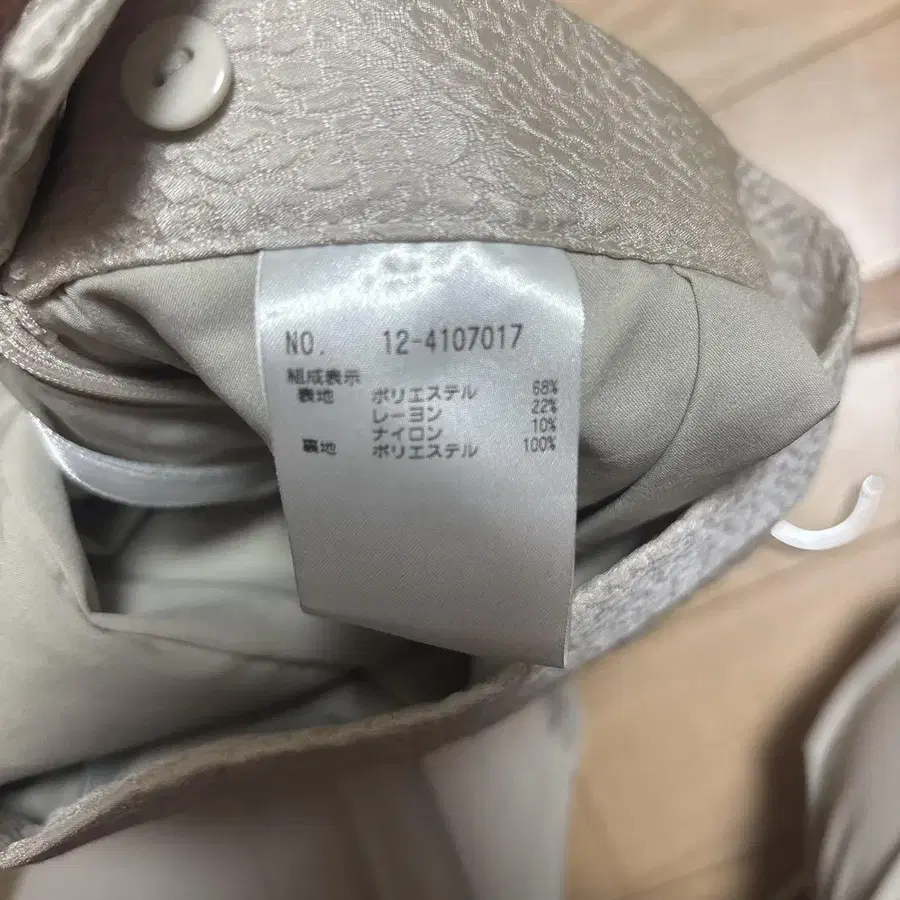 NO. 12-4107017
組成表示
表地 ポリエステル 68%
レーヨン 22%
ナイロン 10%
裏地 ポリエステル 100%